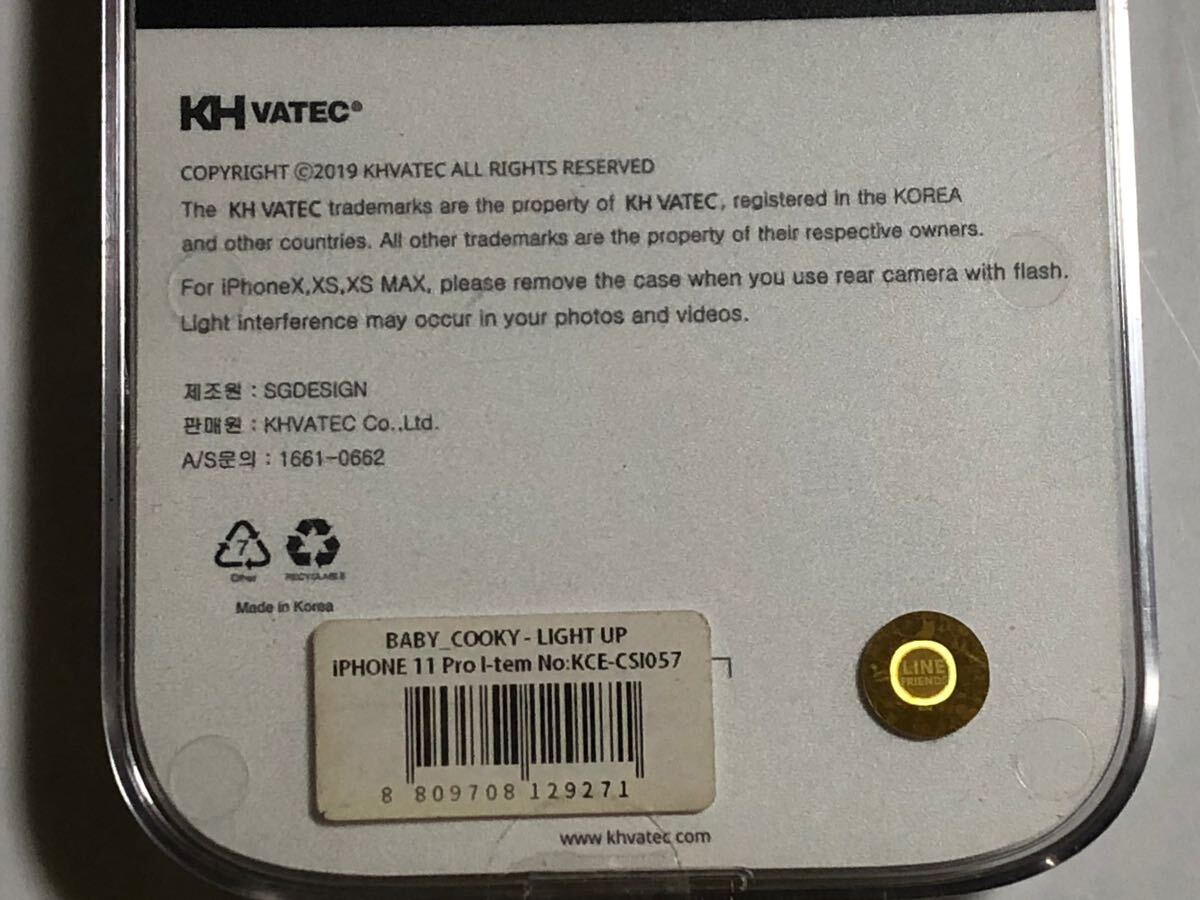 KH VATEC®
COPYRIGHT ⓒ2019 KHVATEC ALL RIGHTS RESERVED
The KH VATEC trademarks are the property of KH VATEC, registered in the KOREA
and other countries. All other trademarks are the property of their respective owners.
For iPhoneX,XS,XS MAX, please remove the case when you use rear camera with flash.
Light interference may occur in your photos and videos.
제조원 : SGDESIGN
판매원 : KHVATEC Co.,Ltd.
A/S문의 : 1661-0662
7
Other RECYCLABLE
Made in Korea
BABY_COOKY - LIGHT UP
iPHONE 11 Pro I-tem No:KCE-CSI057
8 809708 129271
LINE
FRIENDS
www.khvatec.com